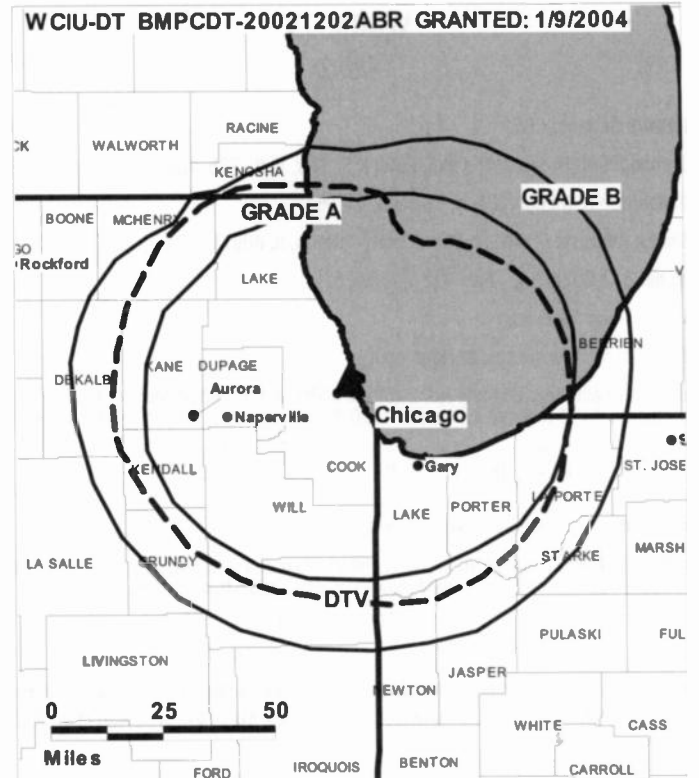 WCIU-DT BMPCDT-20021202ABR GRANTED: 1/9/2004
RACINE
CK
WALWORTH
KENOSHA
GRADE B
GRADE A
BOONE
MCHENRY
GO
Rockford
LAKE
V
BERRIEN
KANE
DUPAGE
DEKALB
Aurora
Naperville
Chicago
S
COOK
Gary
ST. JOSE
KENDALL
LAPORTE
WILL
LAKE
PORTER
MARSH
STARKE
LA SALLE
GRUNDY
DTV
PULASKI
FUL
LIVINGSTON
JASPER
NEWTON
0 25 50
WHITE
CASS
Miles
IROQUOIS
BENTON
FORD
CARROLL